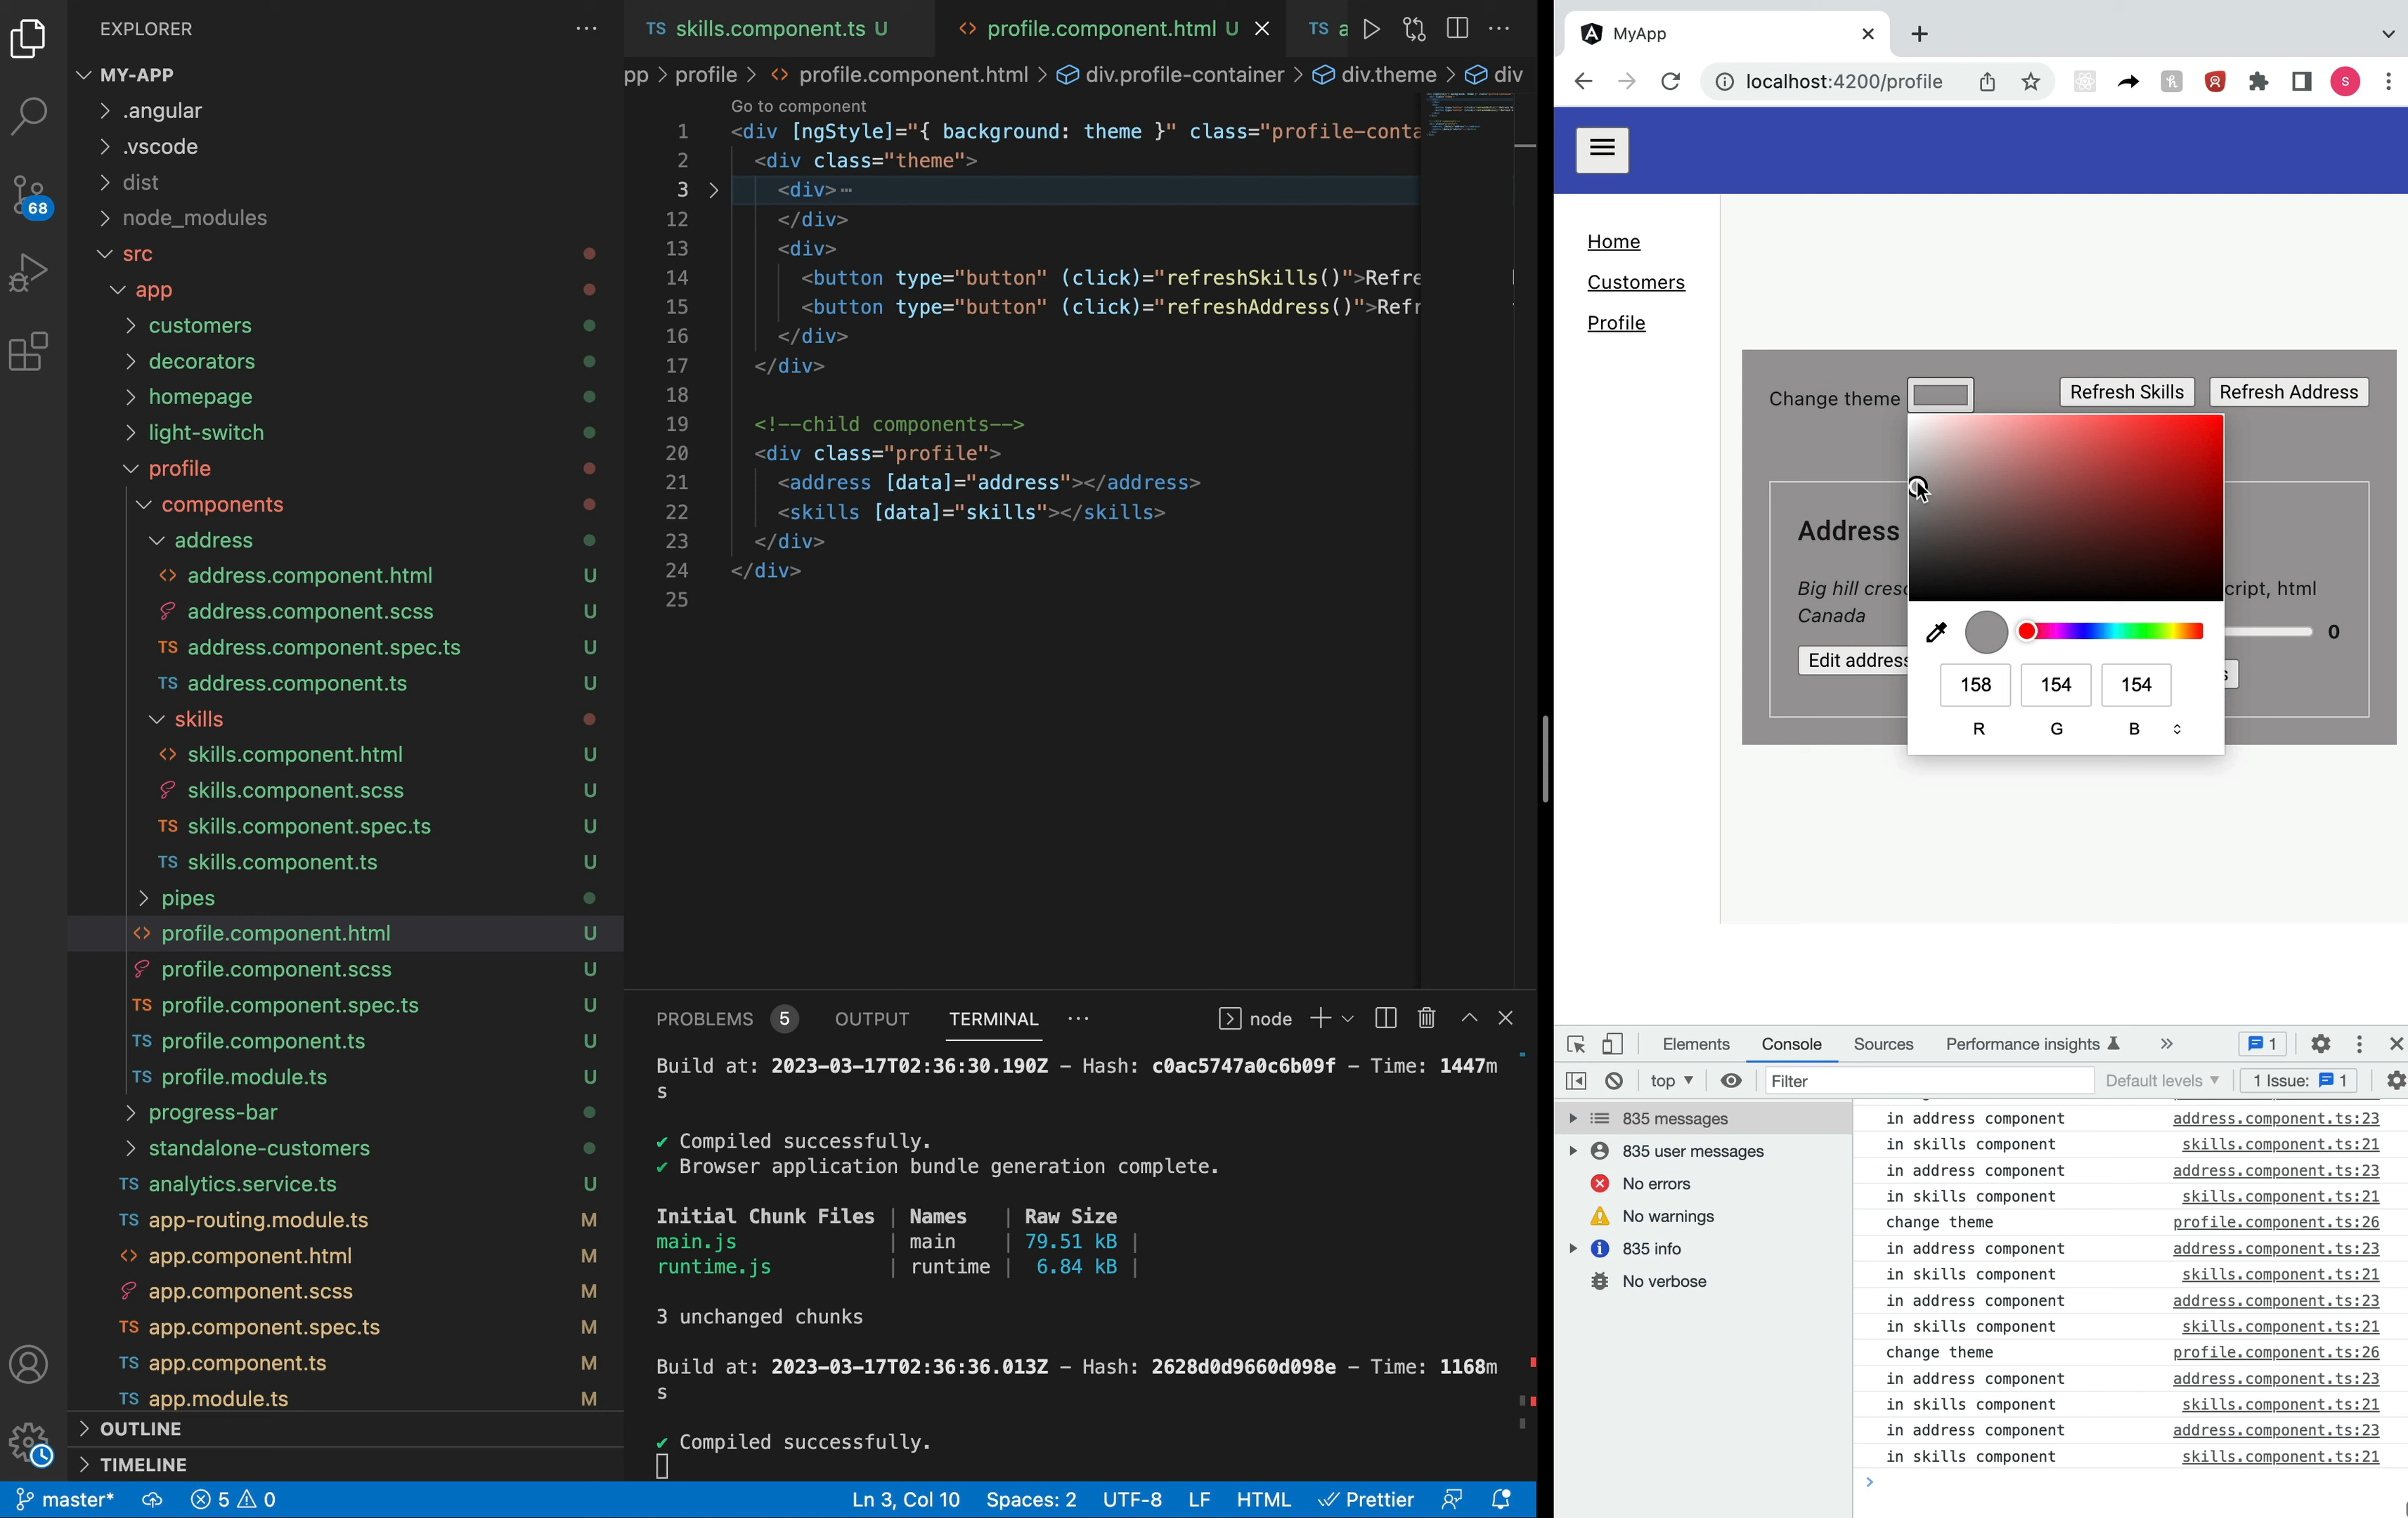 EXPLORER
MY-APP
.angular
.vscode
dist
node_modules
src
app
customers
decorators
homepage
light-switch
profile
components
address
address.component.html U
address.component.scss U
TS address.component.spec.ts U
TS address.component.ts U
skills
skills.component.html U
skills.component.scss U
TS skills.component.spec.ts U
TS skills.component.ts U
pipes
profile.component.html U
profile.component.scss U
TS profile.component.spec.ts U
TS profile.component.ts U
TS profile.module.ts U
progress-bar
standalone-customers
TS analytics.service.ts U
TS app-routing.module.ts M
app.component.html M
app.component.scss M
TS app.component.spec.ts M
TS app.component.ts M
TS app.module.ts M
OUTLINE
TIMELINE
68
master* 5 0
TS skills.component.ts U
profile.component.html U
TS a
pp > profile > profile.component.html > div.profile-container > div.theme > div
Go to component
1 <div [ngStyle]="{ background: theme }" class="profile-conta
2 <div class="theme">
3 <div>⋯
12 </div>
13 <div>
14 <button type="button" (click)="refreshSkills()">Refre
15 <button type="button" (click)="refreshAddress()">Refr
16 </div>
17 </div>
18
19 <!--child components-->
20 <div class="profile">
21 <address [data]="address"></address>
22 <skills [data]="skills"></skills>
23 </div>
24 </div>
25
PROBLEMS 5 OUTPUT TERMINAL ⋯ node
Build at: 2023-03-17T02:36:30.190Z - Hash: c0ac5747a0c6b09f - Time: 1447m
s
✔ Compiled successfully.
✔ Browser application bundle generation complete.
Initial Chunk Files | Names | Raw Size
main.js | main | 79.51 kB |
runtime.js | runtime | 6.84 kB |
3 unchanged chunks
Build at: 2023-03-17T02:36:36.013Z - Hash: 2628d0d9660d098e - Time: 1168m
s
✔ Compiled successfully.
Ln 3, Col 10 Spaces: 2 UTF-8 LF HTML Prettier
MyApp
localhost:4200/profile
S
Home
Customers
Profile
Change theme
Refresh Skills
Refresh Address
Address
Big hill cresc
Canada
Edit address
cript, html
0
s
158 154 154
R G B
Elements Console Sources Performance insights » 1
top Filter Default levels 1 Issue: 1
835 messages
835 user messages
No errors
No warnings
835 info
No verbose
in address component address.component.ts:23
in skills component skills.component.ts:21
in address component address.component.ts:23
in skills component skills.component.ts:21
change theme profile.component.ts:26
in address component address.component.ts:23
in skills component skills.component.ts:21
in address component address.component.ts:23
in skills component skills.component.ts:21
change theme profile.component.ts:26
in address component address.component.ts:23
in skills component skills.component.ts:21
in address component address.component.ts:23
in skills component skills.component.ts:21